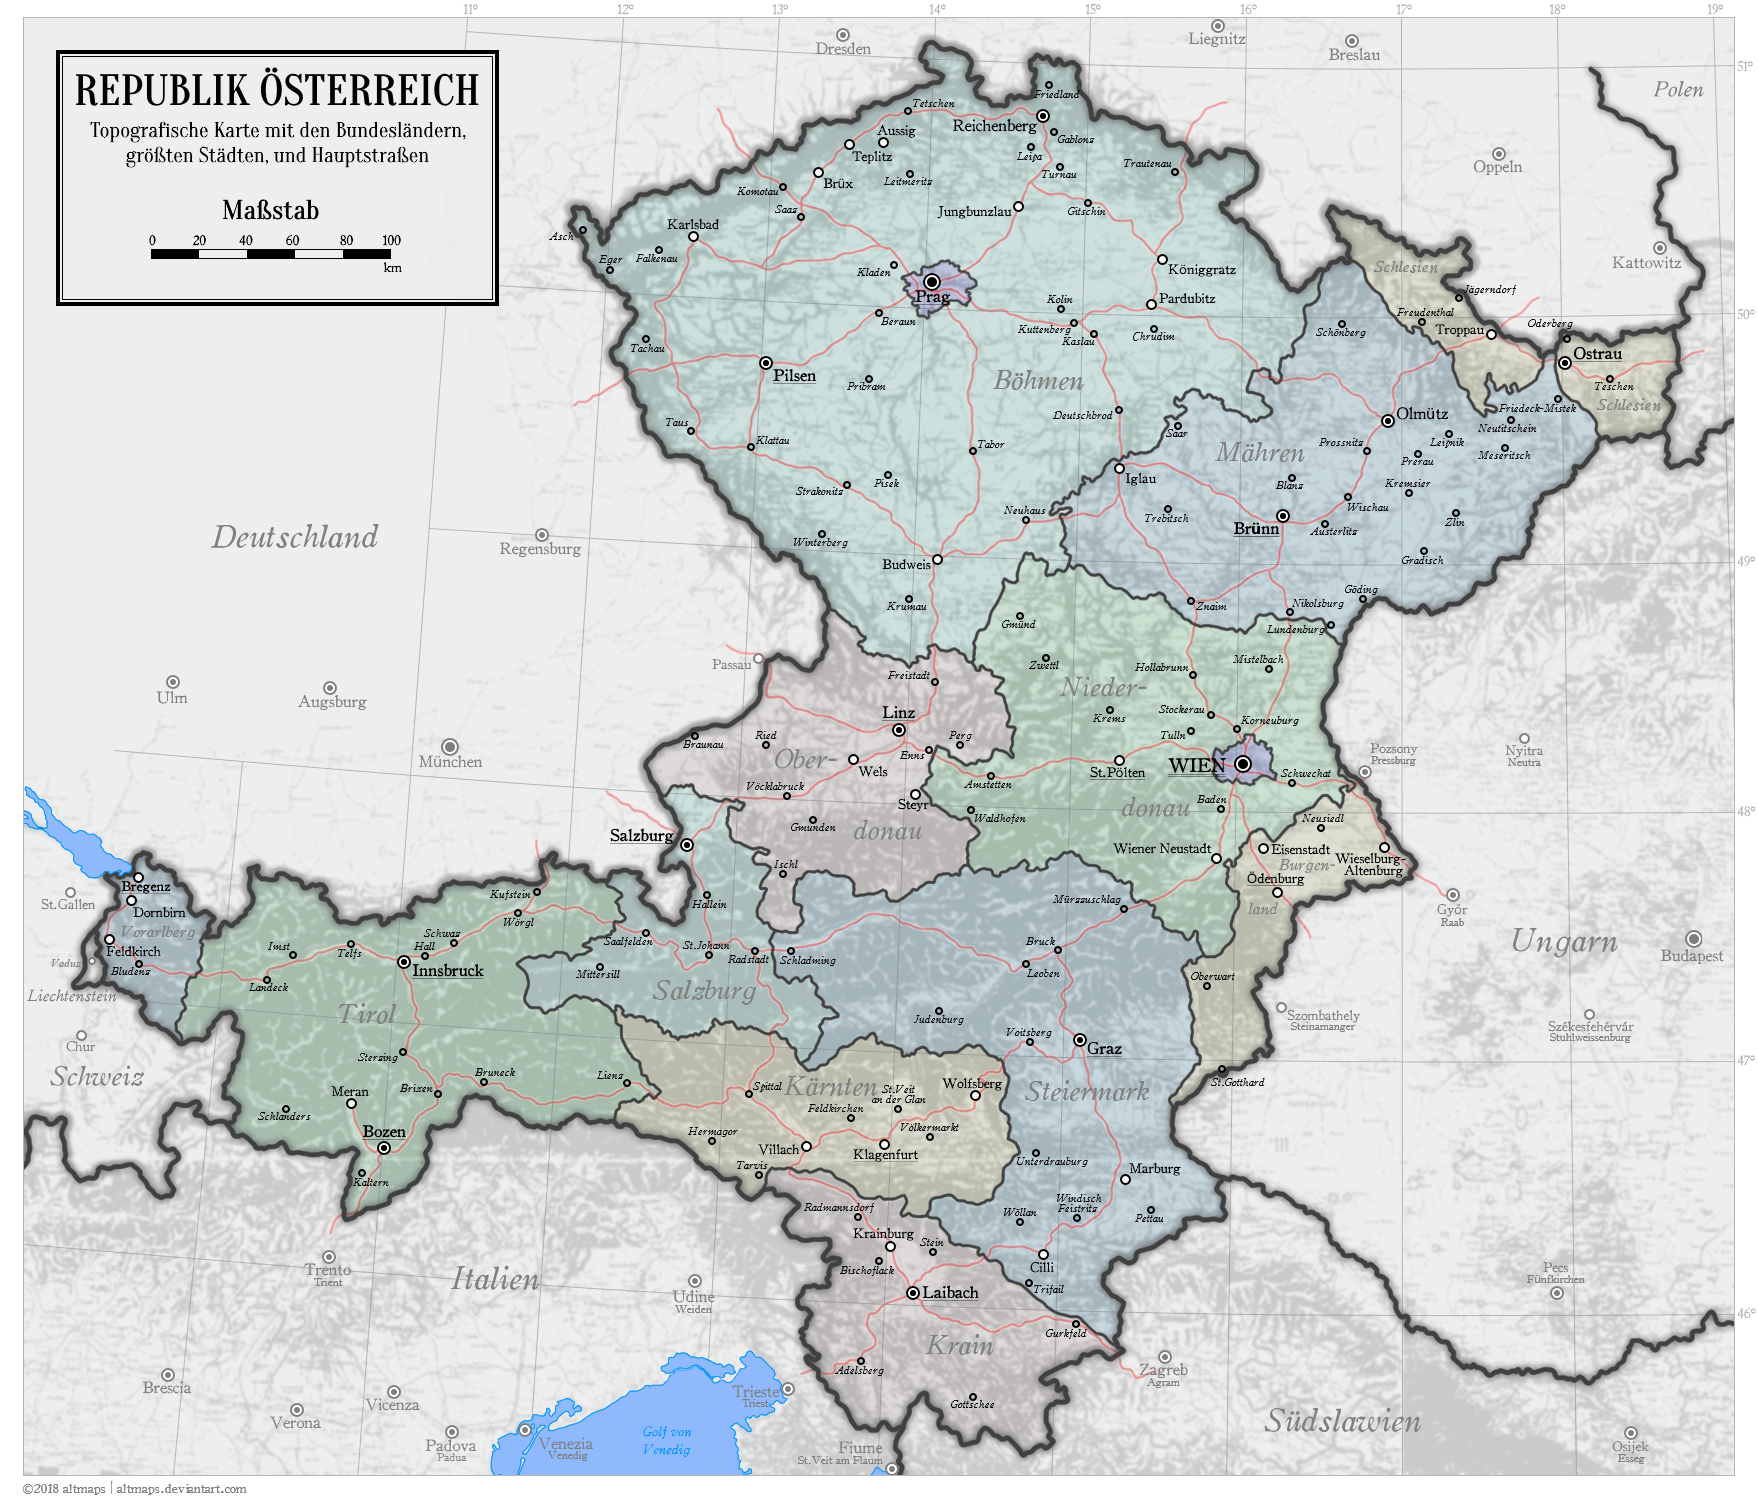 11°
12°
13°
14°
15°
16°
17°
18°
19°
51°
50°
49°
48°
47°
46°
REPUBLIK ÖSTERREICH
Topografische Karte mit den Bundesländern,
größten Städten, und Hauptstraßen
Maßstab
0 20 40 60 80 100
km
Dresden
Liegnitz
Breslau
Polen
Oppeln
Kattowitz
Friedland
Tetschen
Reichenberg
Aussig
Gablonz
Teplitz
Leipa
Turnau
Trautenau
Brüx
Leitmeritz
Komotau
Saaz
Jungbunzlau
Gitschin
Karlsbad
Asch
Eger
Falkenau
Kladen
Königgratz
Prag
Kolin
Pardubitz
Beraun
Kuttenberg
Kaslau
Chrudim
Tachau
Pilsen
Pribram
Böhmen
Schlesien
Jägerndorf
Freudenthal
Schönberg
Troppau
Oderberg
Ostrau
Teschen
Schlesien
Friedeck-Mistek
Deutschbrod
Olmütz
Neutitschein
Taus
Klattau
Tabor
Saar
Mähren
Prossnitz
Leipnik
Prerau
Meseritsch
Strakonitz
Pisek
Iglau
Blanz
Kremsier
Wischau
Neuhaus
Trebitsch
Brünn
Austerlitz
Zlin
Winterberg
Gradisch
Budweis
Krumau
Göding
Znaim
Nikolsburg
Lundenburg
Deutschland
Regensburg
Passau
Ulm
Augsburg
München
Gmünd
Zwettl
Hollabrunn
Mistelbach
Freistadt
Nieder-
donau
Krems
Stockerau
Korneuburg
Tulln
Linz
Braunau
Ried
Perg
Enns
Ober-
donau
Wels
Vöcklabruck
Steyr
Gmunden
Amstetten
St.Pölten
WIEN
Schwechat
Waldhofen
Baden
Neusiedl
Pozsony
Pressburg
Nyitra
Neutra
Salzburg
Ischl
Wiener Neustadt
Eisenstadt
Wieselburg-
Altenburg
Burgen-
land
Ödenburg
Győr
Raab
Ungarn
Budapest
Bregenz
St.Gallen
Dornbirn
Vorarlberg
Feldkirch
Vaduz
Bludenz
Liechtenstein
Chur
Schweiz
Kufstein
Wörgl
Hallein
Mürzzuschlag
Imst
Telfs
Schwaz
Hall
Innsbruck
Landeck
Saalfelden
St.Johann
Radstadt
Schladming
Mittersill
Salzburg
Bruck
Leoben
Oberwart
Judenburg
Tirol
Szombathely
Steinamanger
Székesfehérvár
Stuhlweissenburg
Voitsberg
Graz
Sterzing
Brixen
Bruneck
Lienz
Meran
Schlanders
Bozen
Kaltern
Spittal
Kärnten
St.Veit
an der Glan
Wolfsberg
Steiermark
St.Gotthard
Feldkirchen
Völkermarkt
Hermagor
Villach
Klagenfurt
Tarvis
Unterdrauburg
Marburg
Radmannsdorf
Wöllan
Windisch
Feistritz
Pettau
Krainburg
Stein
Bischoflack
Cilli
Laibach
Trifail
Krain
Gurkfeld
Adelsberg
Gottschee
Trento
Trient
Italien
Udine
Weiden
Brescia
Verona
Vicenza
Padova
Padua
Venezia
Venedig
Golf von
Venedig
Trieste
Triest
Fiume
St.Veit am Flaum
Zagreb
Agram
Südslawien
Pecs
Fünfkirchen
Osijek
Esseg
©2018 altmaps | altmaps.deviantart.com